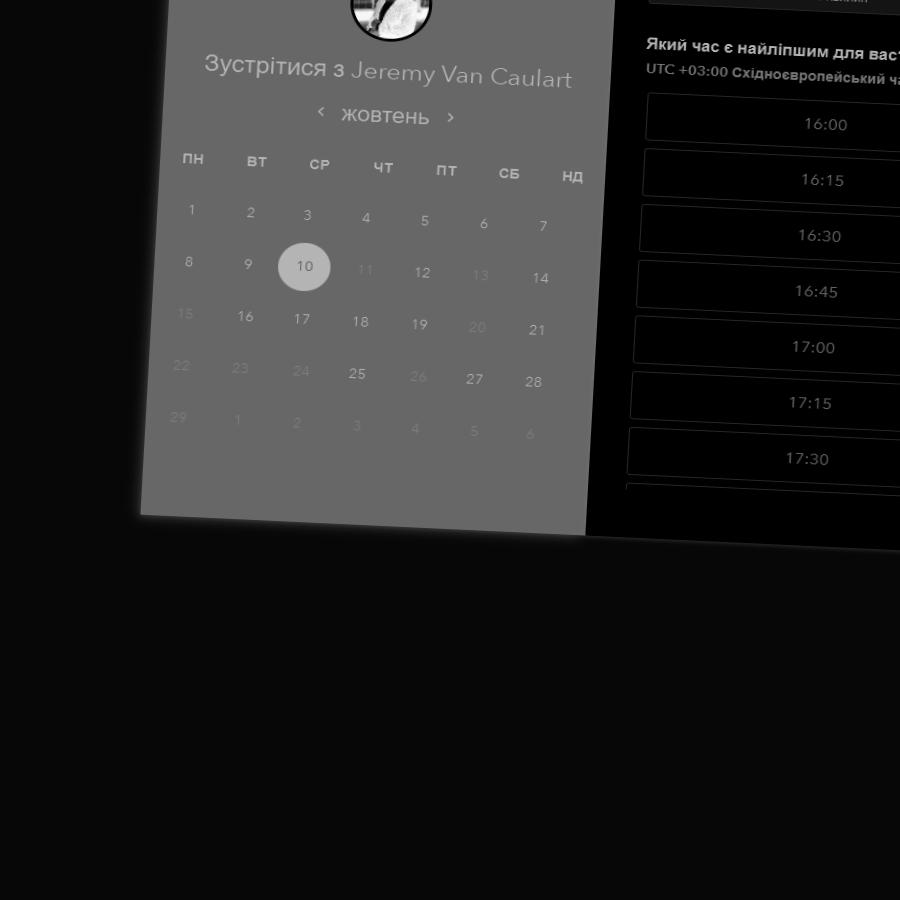 Зустрітися з Jeremy Van Caulart
жовтень
ПН ВТ СР ЧТ ПТ СБ НД
1 2 3 4 5 6 7
8 9 10 11 12 13 14
15 16 17 18 19 20 21
22 23 24 25 26 27 28
29 1 2 3 4 5 6
Який час є найліпшим для вас
UTC +03:00 Східноєвропейський
16:00
16:15
16:30
16:45
17:00
17:15
17:30